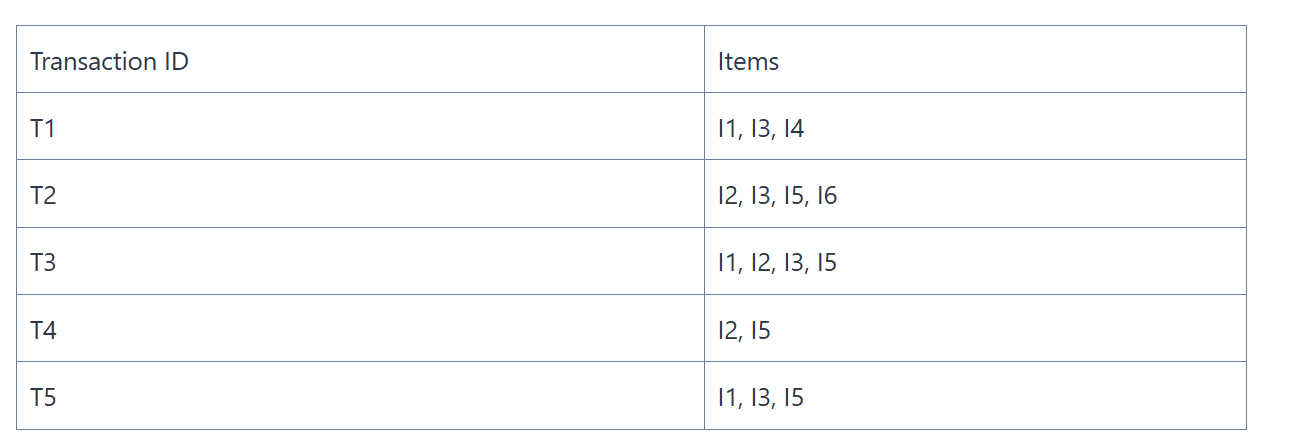 Transaction ID Items
T1 I1, I3, I4
T2 I2, I3, I5, I6
T3 I1, I2, I3, I5
T4 I2, I5
T5 I1, I3, I5